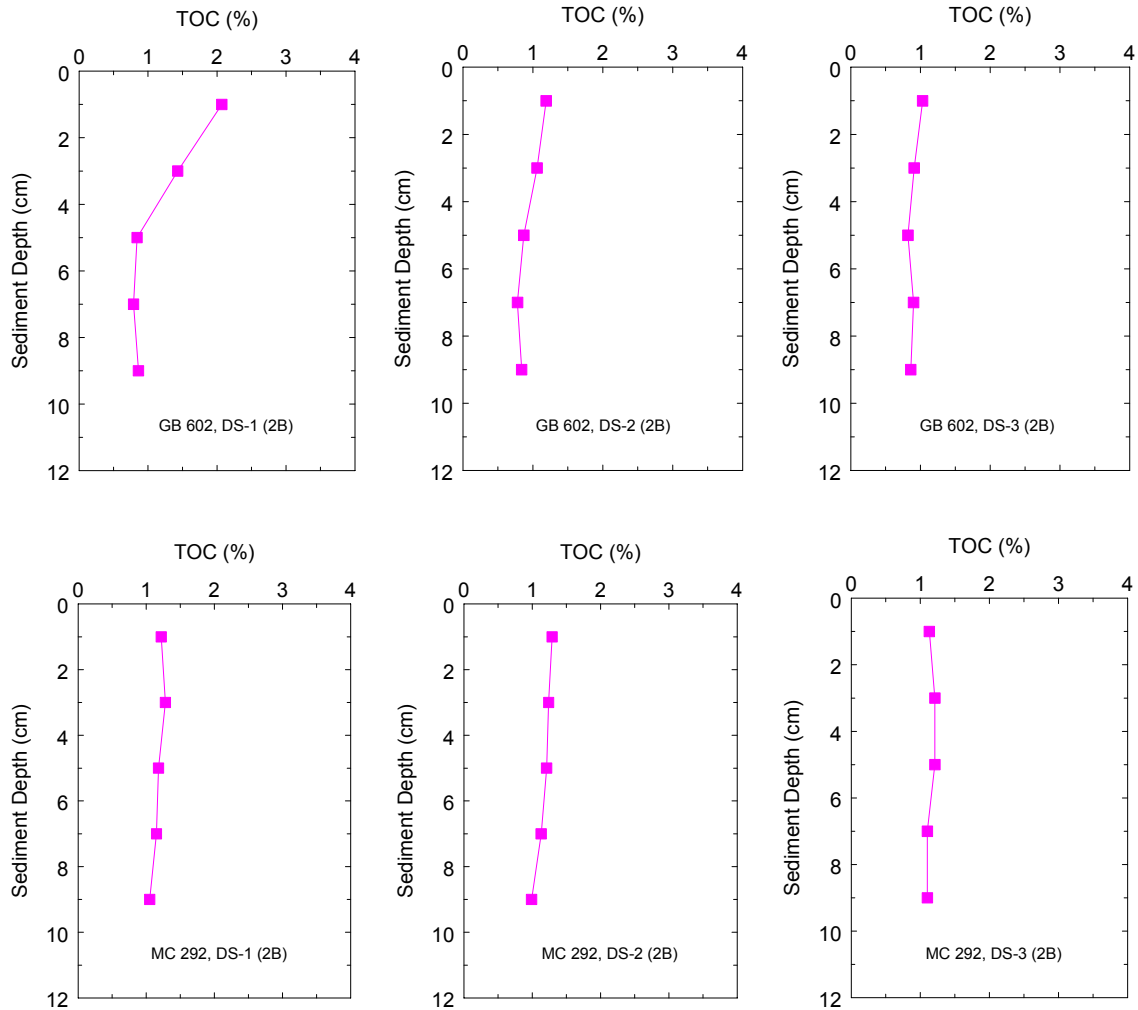 TOC (%)
0 1 2 3 4
0
2
4
6
8
10
12
Sediment Depth (cm)
GB 602, DS-1 (2B)
TOC (%)
0 1 2 3 4
0
2
4
6
8
10
12
Sediment Depth (cm)
GB 602, DS-2 (2B)
TOC (%)
0 1 2 3 4
0
2
4
6
8
10
12
Sediment Depth (cm)
GB 602, DS-3 (2B)
TOC (%)
0 1 2 3 4
0
2
4
6
8
10
12
Sediment Depth (cm)
MC 292, DS-1 (2B)
TOC (%)
0 1 2 3 4
0
2
4
6
8
10
12
Sediment Depth (cm)
MC 292, DS-2 (2B)
TOC (%)
0 1 2 3 4
0
2
4
6
8
10
12
Sediment Depth (cm)
MC 292, DS-3 (2B)